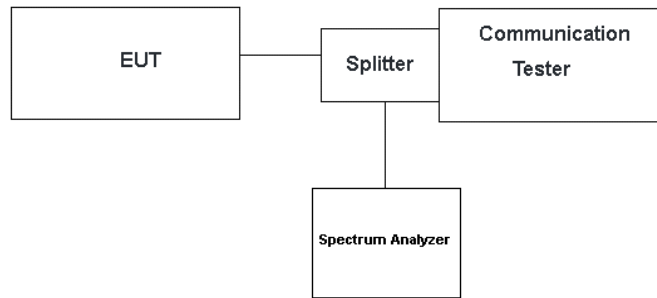 EUT
Splitter
Communication
Tester
Spectrum Analyzer